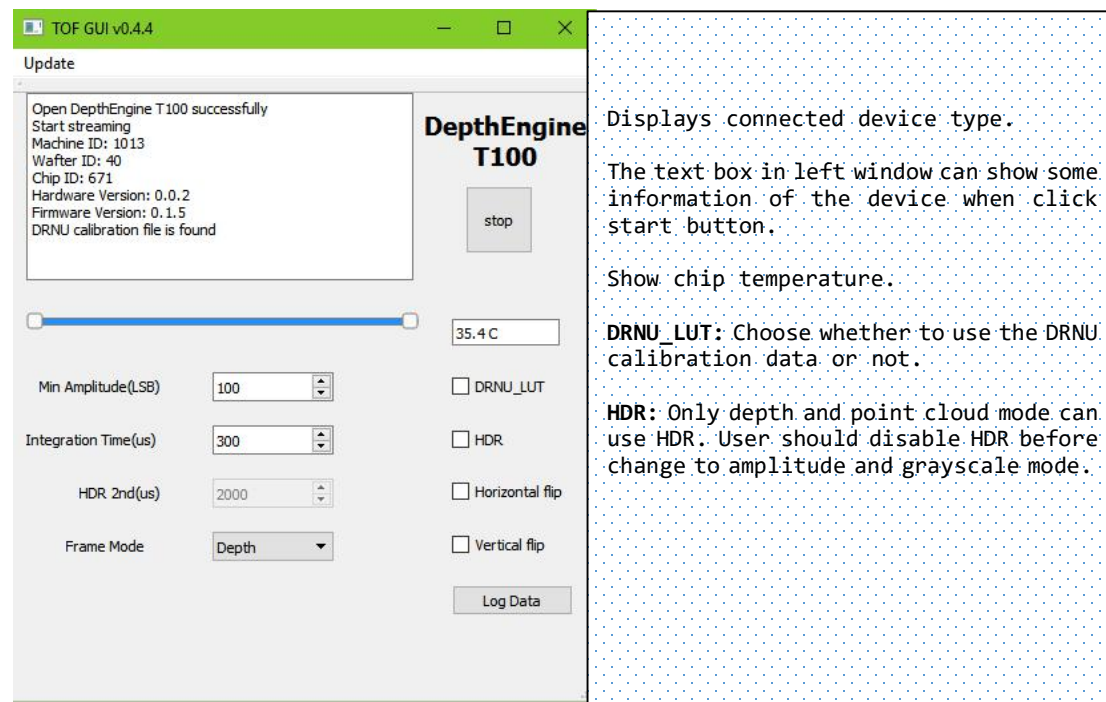 TOF GUI v0.4.4
Update
Open DepthEngine T100 successfully
Start streaming
Machine ID: 1013
Wafter ID: 40
Chip ID: 671
Hardware Version: 0.0.2
Firmware Version: 0.1.5
DRNU calibration file is found
DepthEngine
T100
stop
35.4 C
Min Amplitude(LSB)
100
DRNU_LUT
Integration Time(us)
300
HDR
HDR 2nd(us)
2000
Horizontal flip
Frame Mode
Depth
Vertical flip
Log Data
Displays connected device type.
The text box in left window can show some
information of the device when click
start button.
Show chip temperature.
DRNU_LUT: Choose whether to use the DRNU
calibration data or not.
HDR: Only depth and point cloud mode can
use HDR. User should disable HDR before
change to amplitude and grayscale mode.